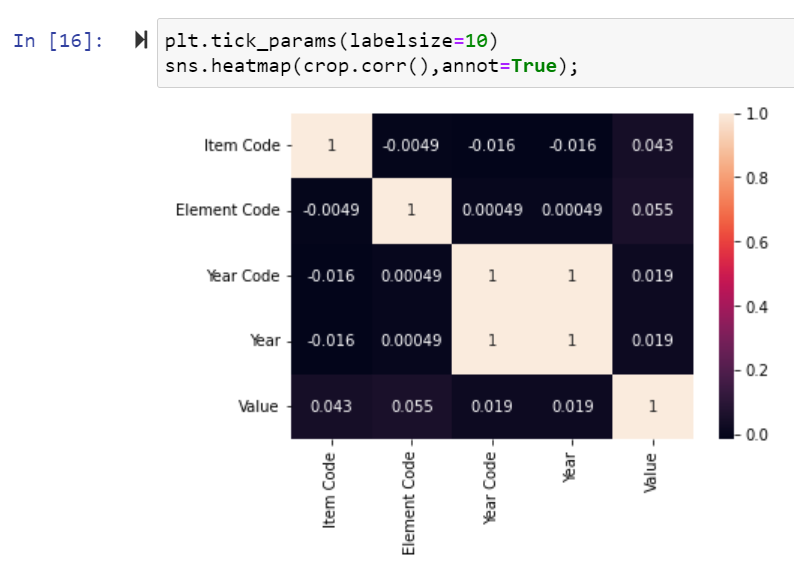 In [16]:
plt.tick_params(labelsize=10)
sns.heatmap(crop.corr(),annot=True);
Item Code 1 -0.0049 -0.016 -0.016 0.043
Element Code -0.0049 1 0.00049 0.00049 0.055
Year Code -0.016 0.00049 1 1 0.019
Year -0.016 0.00049 1 1 0.019
Value 0.043 0.055 0.019 0.019 1
Item Code
Element Code
Year Code
Year
Value
1.0
0.8
0.6
0.4
0.2
0.0